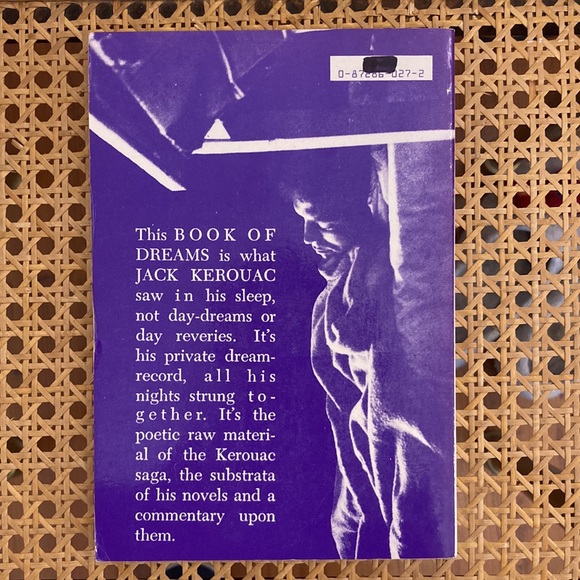 0-87286-027-2
This BOOK OF
DREAMS is what
JACK KEROUAC
saw in his sleep,
not day-dreams or
day reveries. It's
his private dream-
record, all his
nights strung to-
gether. It's the
poetic raw materi-
al of the Kerouac
saga, the substrata
of his novels and a
commentary upon
them.